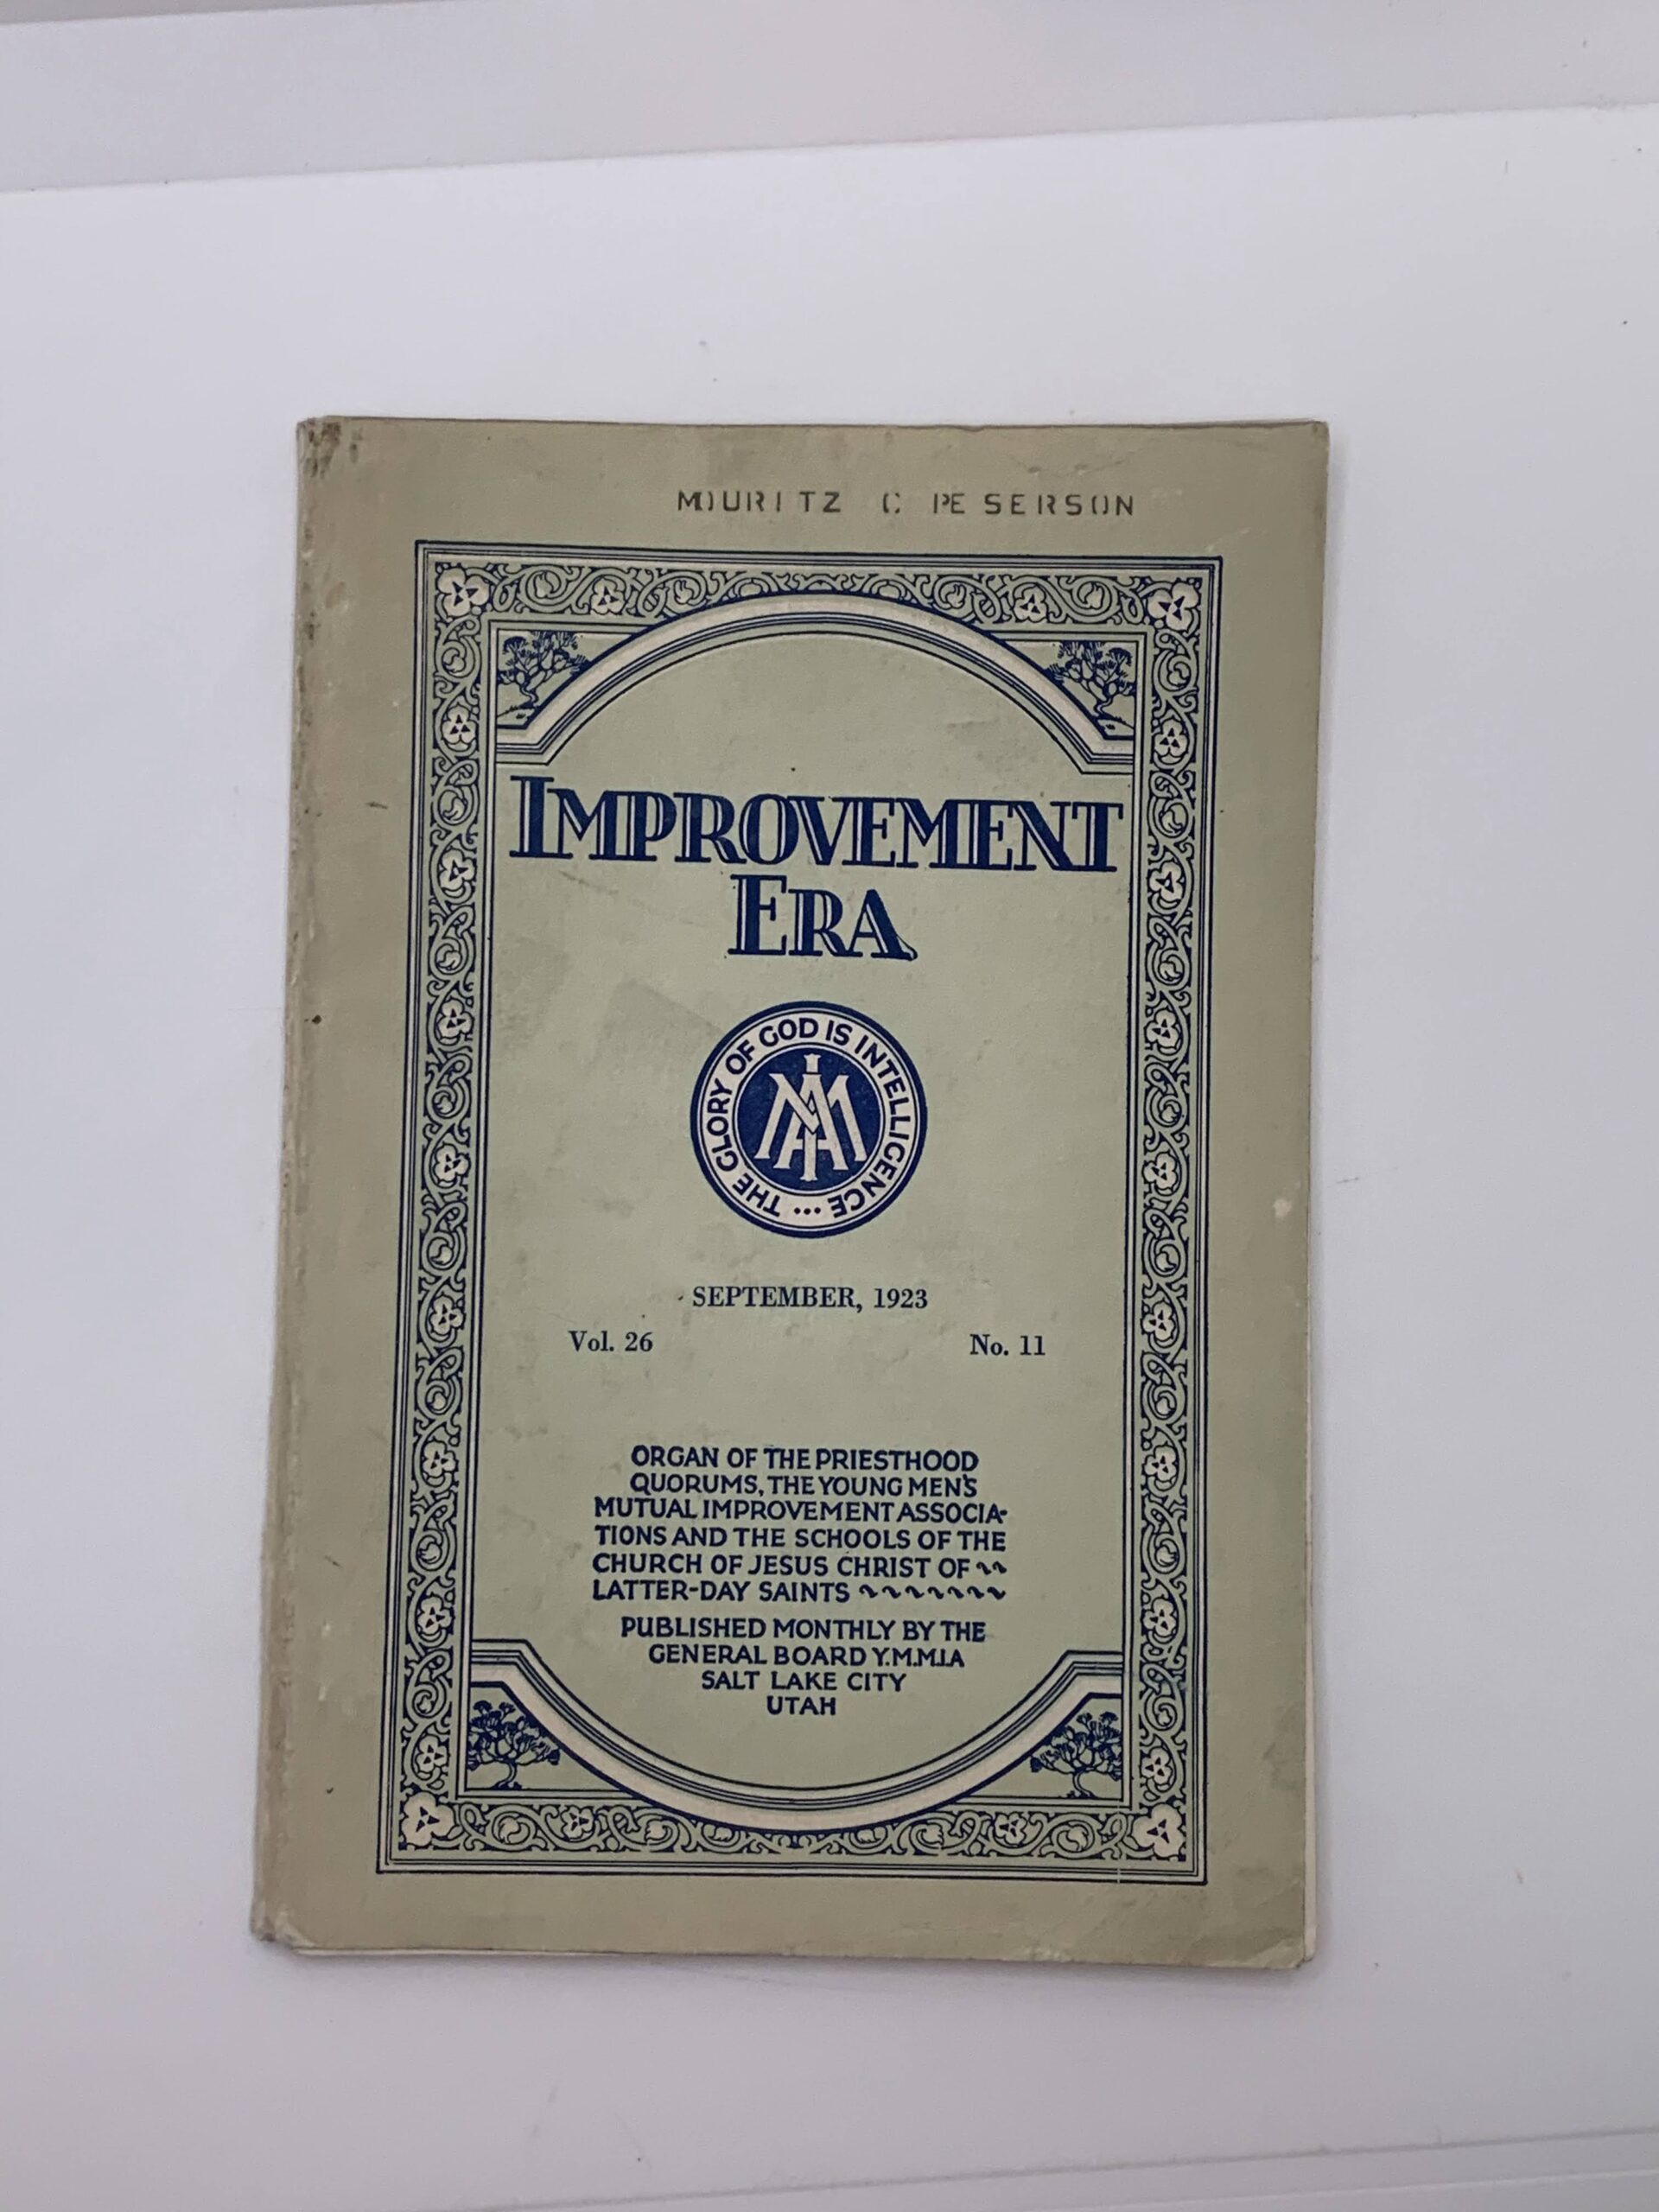 MOURITZ C PESERSON
IMPROVEMENT
ERA
THE GLORY OF GOD IS INTELLIGENCE ...
MIA
SEPTEMBER, 1923
Vol. 26 No. 11
ORGAN OF THE PRIESTHOOD
QUORUMS, THE YOUNG MEN'S
MUTUAL IMPROVEMENT ASSOCIA-
TIONS AND THE SCHOOLS OF THE
CHURCH OF JESUS CHRIST OF
LATTER-DAY SAINTS
PUBLISHED MONTHLY BY THE
GENERAL BOARD Y.M.M.I.A
SALT LAKE CITY
UTAH